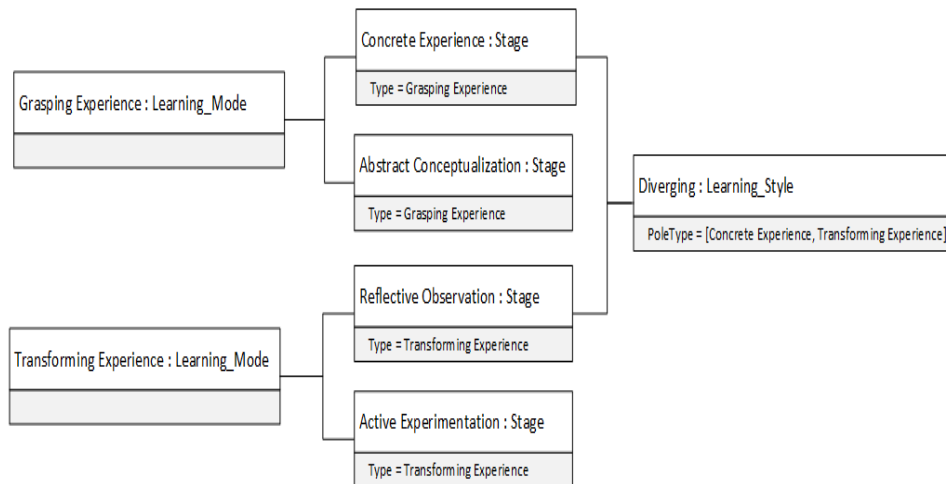 Concrete Experience : Stage
Type = Grasping Experience
Grasping Experience : Learning_Mode
Abstract Conceptualization : Stage
Type = Grasping Experience
Diverging : Learning_Style
PoleType = [Concrete Experience, Transforming Experience]
Reflective Observation : Stage
Type = Transforming Experience
Transforming Experience : Learning_Mode
Active Experimentation : Stage
Type = Transforming Experience